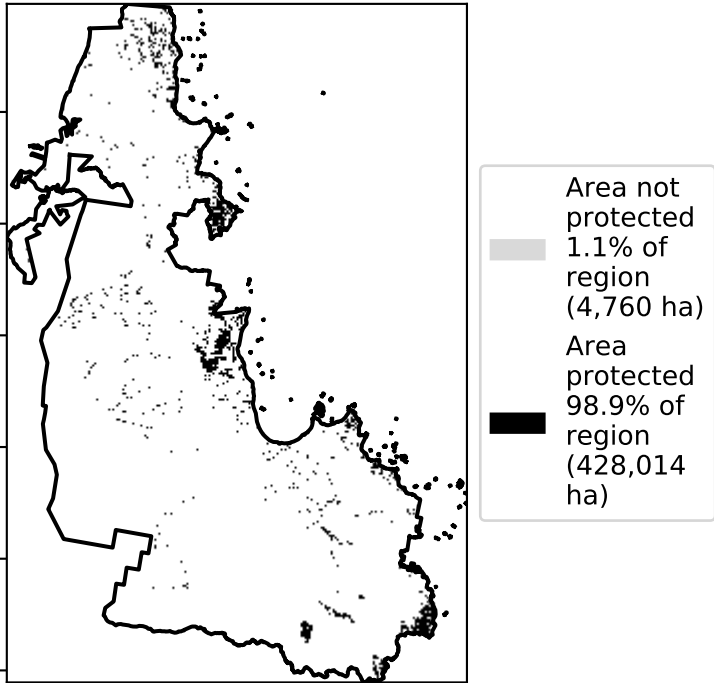 Area not
protected
1.1% of
region
(4,760 ha)
Area
protected
98.9% of
region
(428,014
ha)